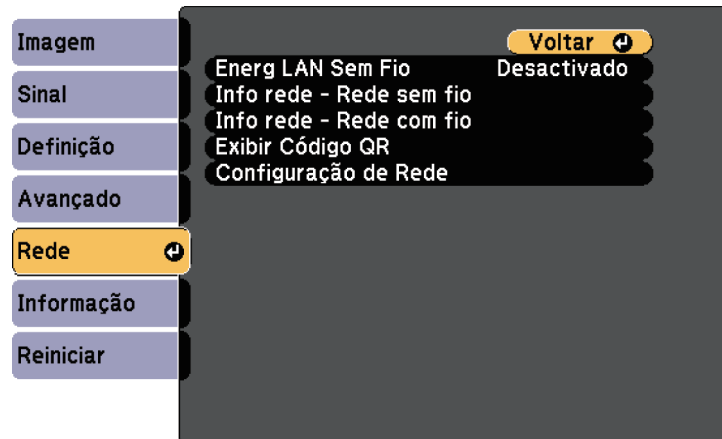 Imagem
Sinal
Definição
Avançado
Rede
Informação
Reiniciar
Voltar
Energ LAN Sem Fio Desactivado
Info rede - Rede sem fio
Info rede - Rede com fio
Exibir Código QR
Configuração de Rede